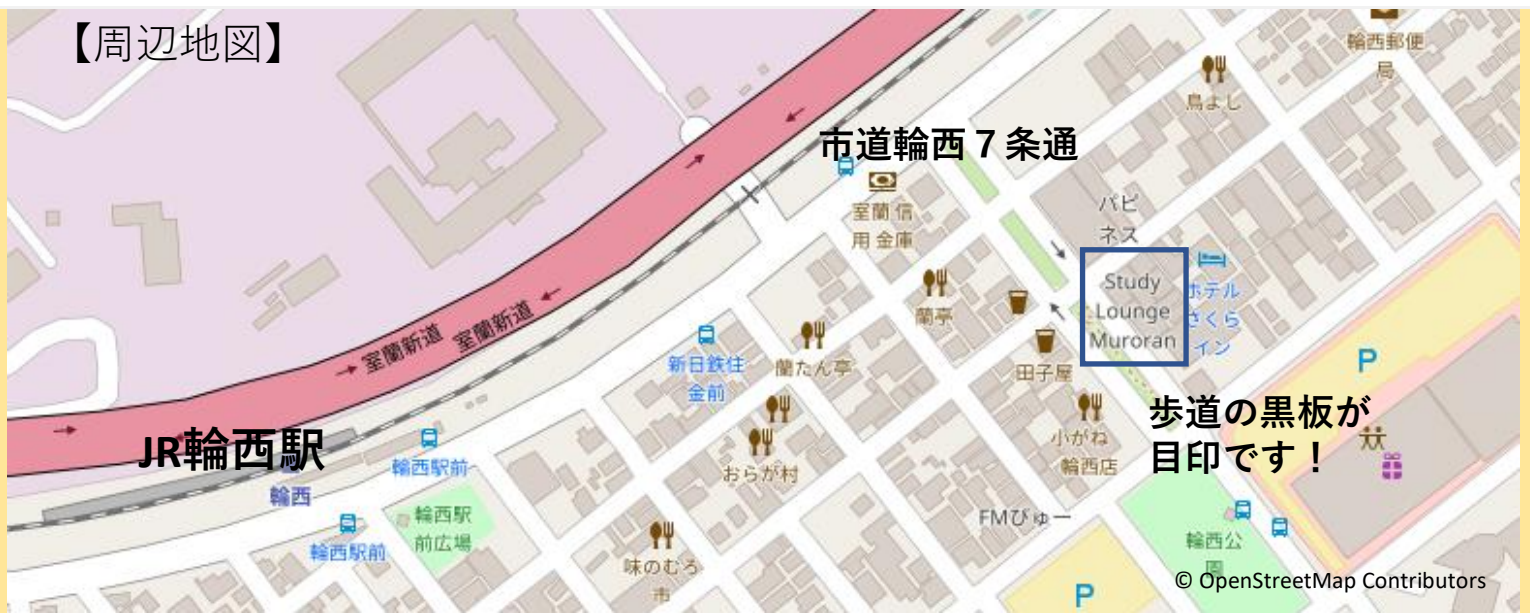 【周辺地図】
輪西郵便
局
鳥よし
市道輪西７条通
室蘭信
用金庫
パピ
ネス
Study
Lounge
Muroran
ホテル
さくら
イン
蘭亭
室蘭新道
室蘭新道
新日鉄住
金前
蘭たん亭
田子屋
P
小がね
輪西店
歩道の黒板が
目印です！
JR輪西駅
輪西
輪西駅前
おらが村
輪西駅
前広場
輪西駅前
FMびゅー
味のむろ
市
輪西公
園
P
© OpenStreetMap Contributors